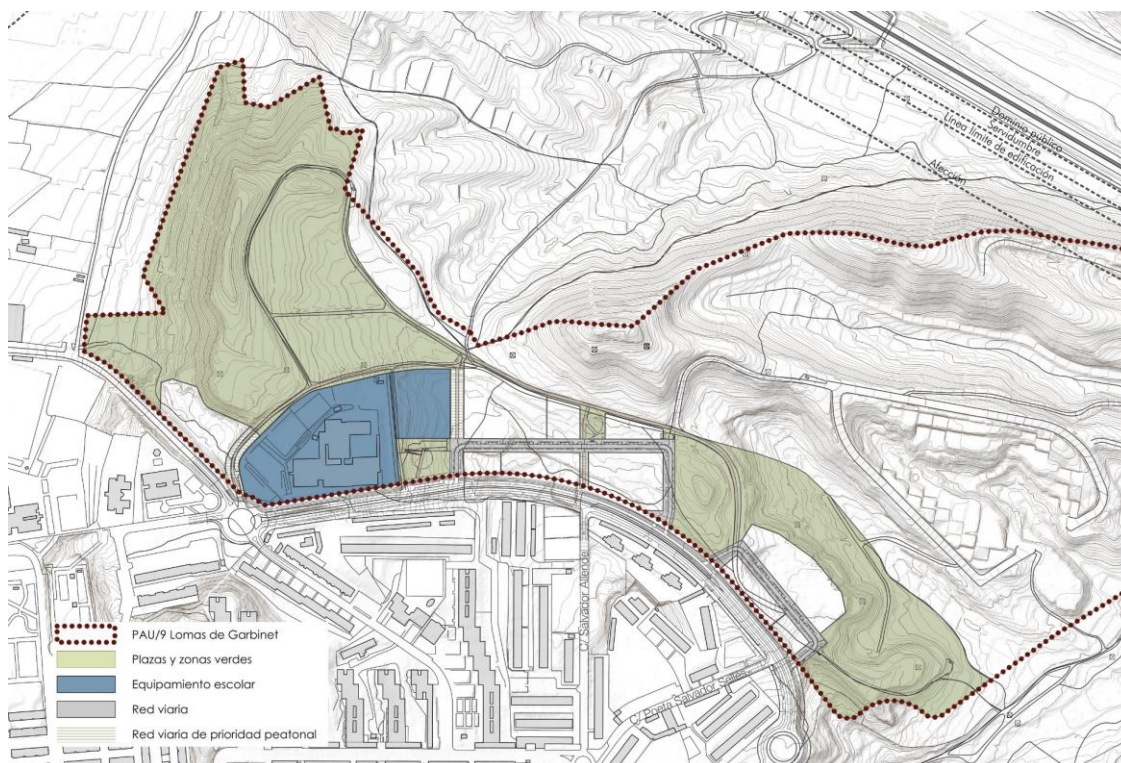 Dominio público
Servidumbre
Línea límite de edificación
Afección
C/ Salvador Allende
C/ Poeta Salvador Sellés
PAU/9 Lomas de Garbinet
Plazas y zonas verdes
Equipamiento escolar
Red viaria
Red viaria de prioridad peatonal